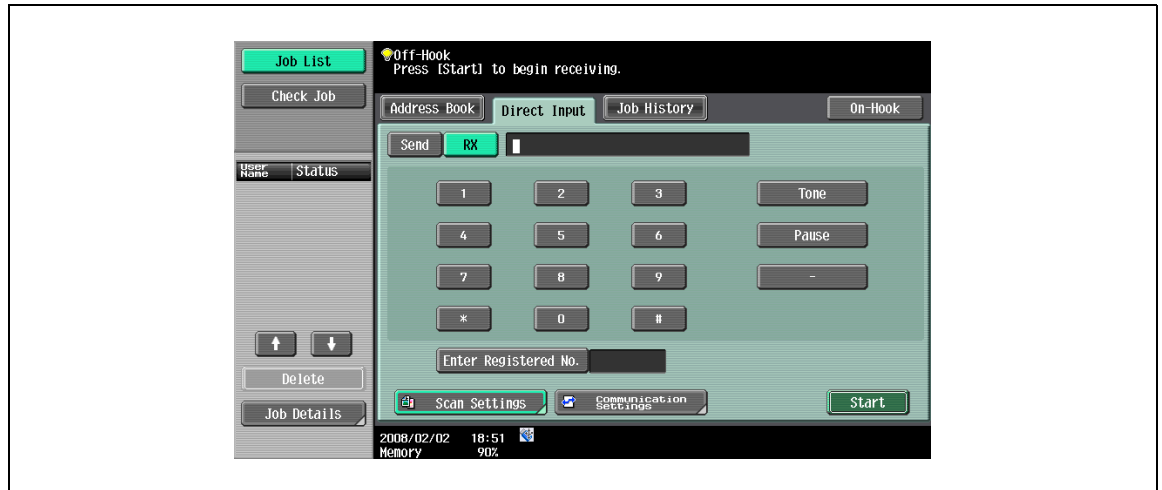 Job List
Check Job
User Name Status
Delete
Job Details
Off-Hook
Press [Start] to begin receiving.
Address Book Direct Input Job History On-Hook
Send RX
1 2 3 Tone
4 5 6 Pause
7 8 9 -
* 0 #
Enter Registered No.
Scan Settings Communication Settings Start
2008/02/02 18:51
Memory 90%